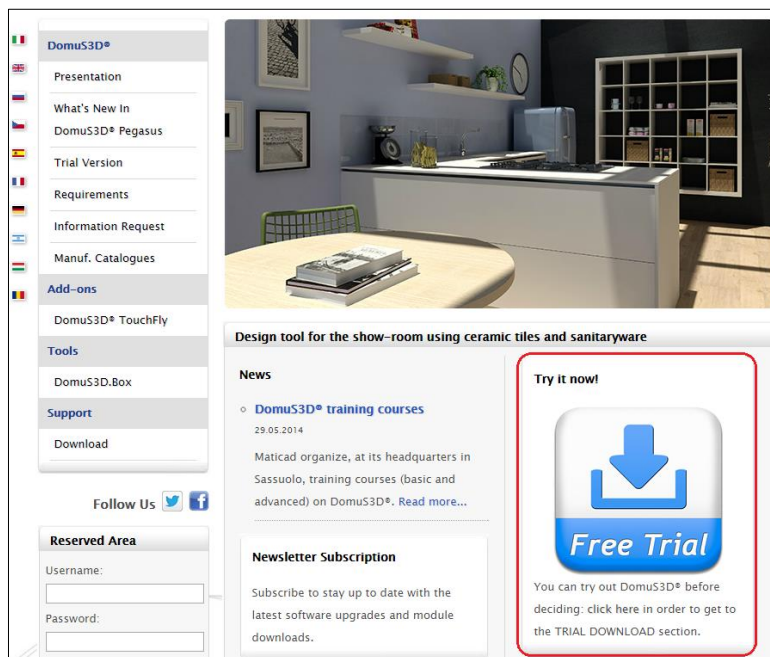 DomuS3D®
Presentation
What's New In
DomuS3D® Pegasus
Trial Version
Requirements
Information Request
Manuf. Catalogues
Add-ons
DomuS3D® TouchFly
Tools
DomuS3D.Box
Support
Download
Follow Us
Reserved Area
Username:
Password:
Design tool for the show-room using ceramic tiles and sanitaryware
News
DomuS3D® training courses
29.05.2014
Maticad organize, at its headquarters in
Sassuolo, training courses (basic and
advanced) on DomuS3D®. Read more...
Newsletter Subscription
Subscribe to stay up to date with the
latest software upgrades and module
downloads.
Try it now!
Free Trial
You can try out DomuS3D® before
deciding: click here in order to get to
the TRIAL DOWNLOAD section.